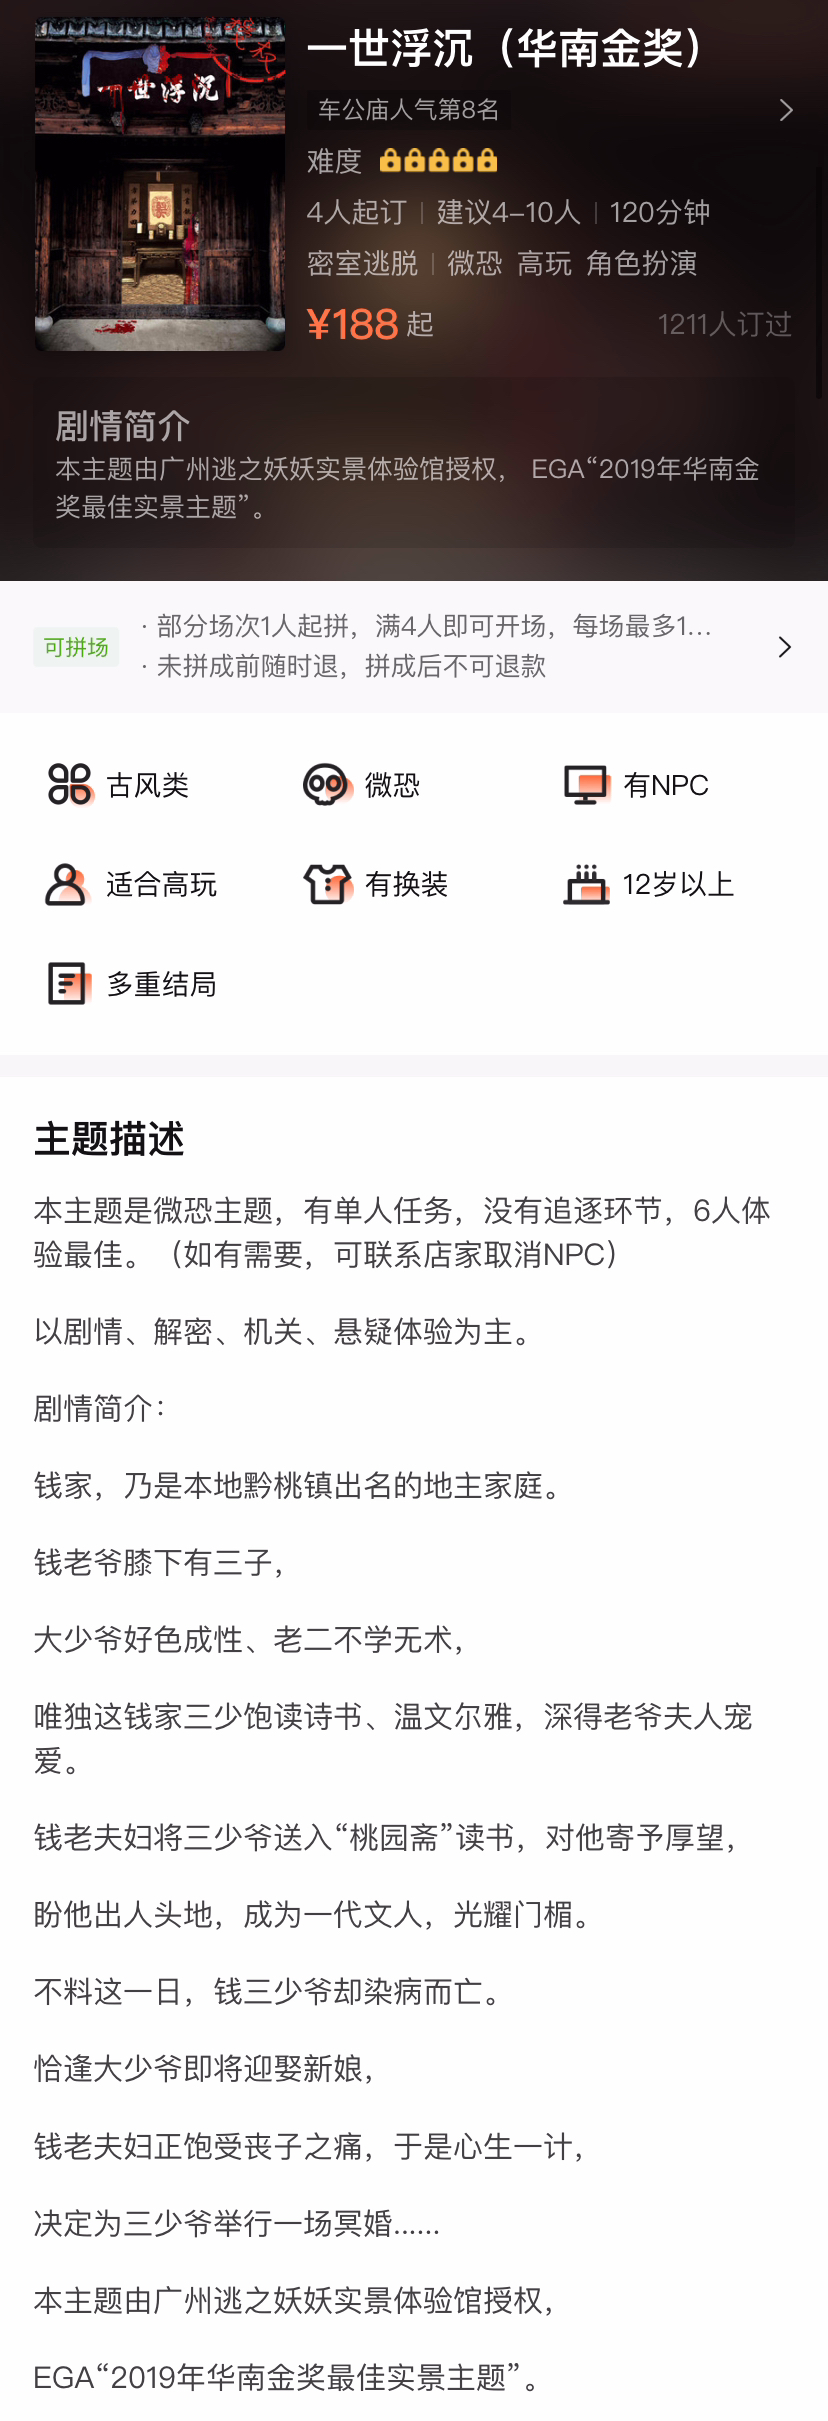 一世浮沉
一世浮沉（华南金奖）
车公庙人气第8名
难度
4人起订 | 建议4-10人 | 120分钟
密室逃脱 | 微恐 高玩 角色扮演
¥188 起
1211人订过
剧情简介
本主题由广州逃之妖妖实景体验馆授权， EGA“2019年华南金
奖最佳实景主题”。
可拼场
· 部分场次1人起拼，满4人即可开场，每场最多1...
· 未拼成前随时退，拼成后不可退款
古风类
微恐
有NPC
适合高玩
有换装
12岁以上
多重结局
主题描述
本主题是微恐主题，有单人任务，没有追逐环节，6人体
验最佳。（如有需要，可联系店家取消NPC）
以剧情、解密、机关、悬疑体验为主。
剧情简介：
钱家，乃是本地黔桃镇出名的地主家庭。
钱老爷膝下有三子，
大少爷好色成性、老二不学无术，
唯独这钱家三少饱读诗书、温文尔雅，深得老爷夫人宠
爱。
钱老夫妇将三少爷送入“桃园斋”读书，对他寄予厚望，
盼他出人头地，成为一代文人，光耀门楣。
不料这一日，钱三少爷却染病而亡。
恰逢大少爷即将迎娶新娘，
钱老夫妇正饱受丧子之痛，于是心生一计，
决定为三少爷举行一场冥婚......
本主题由广州逃之妖妖实景体验馆授权，
EGA“2019年华南金奖最佳实景主题”。